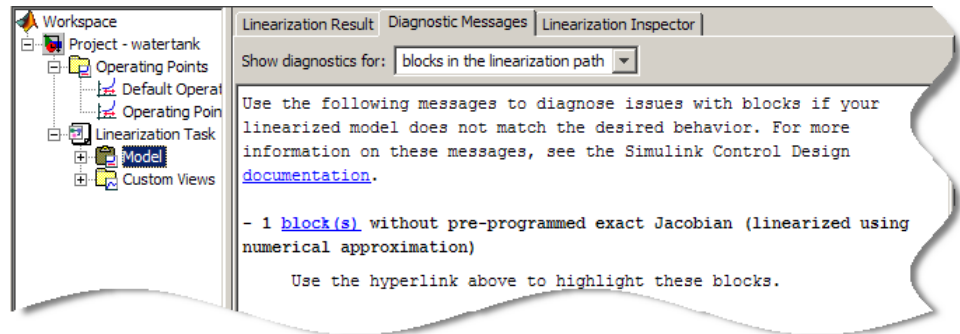 Workspace
Project - watertank
Operating Points
Default Operat
Operating Poin
Linearization Task
Model
Custom Views
Linearization Result
Diagnostic Messages
Linearization Inspector
Show diagnostics for: blocks in the linearization path
Use the following messages to diagnose issues with blocks if your
linearized model does not match the desired behavior. For more
information on these messages, see the Simulink Control Design
documentation.
- 1 block(s) without pre-programmed exact Jacobian (linearized using
numerical approximation)
Use the hyperlink above to highlight these blocks.